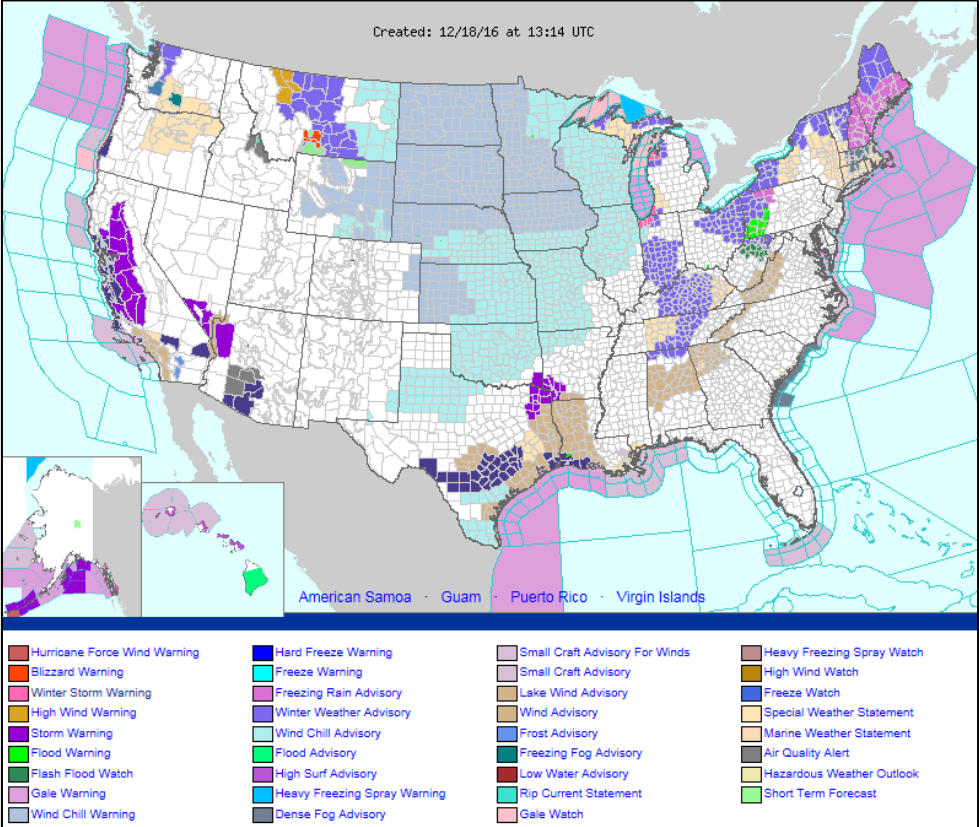 Created: 12/18/16 at 13:14 UTC
American Samoa · Guam · Puerto Rico · Virgin Islands
Hurricane Force Wind Warning
Blizzard Warning
Winter Storm Warning
High Wind Warning
Storm Warning
Flood Warning
Flash Flood Watch
Gale Warning
Wind Chill Warning
Hard Freeze Warning
Freeze Warning
Freezing Rain Advisory
Winter Weather Advisory
Wind Chill Advisory
Flood Advisory
High Surf Advisory
Heavy Freezing Spray Warning
Dense Fog Advisory
Small Craft Advisory For Winds
Small Craft Advisory
Lake Wind Advisory
Wind Advisory
Frost Advisory
Freezing Fog Advisory
Low Water Advisory
Rip Current Statement
Gale Watch
Heavy Freezing Spray Watch
High Wind Watch
Freeze Watch
Special Weather Statement
Marine Weather Statement
Air Quality Alert
Hazardous Weather Outlook
Short Term Forecast